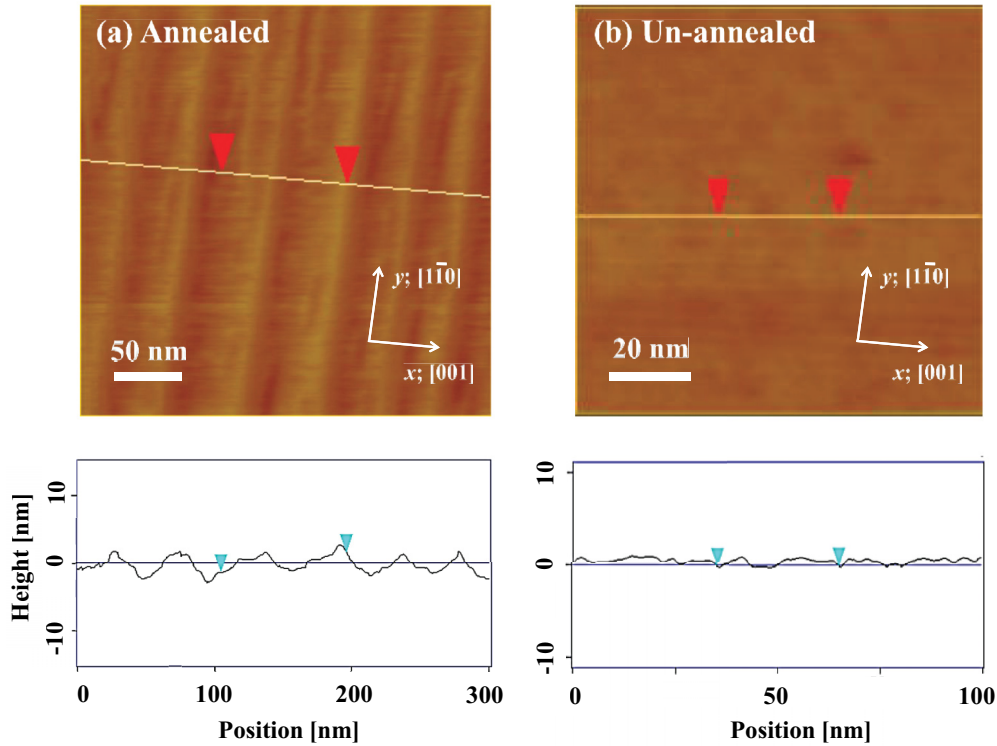 (a) Annealed
y; [11̅0]
50 nm
x; [001]
(b) Un-annealed
y; [11̅0]
20 nm
x; [001]
Height [nm]
10
0
-10
0
100
200
300
Position [nm]
10
0
-10
0
50
100
Position [nm]